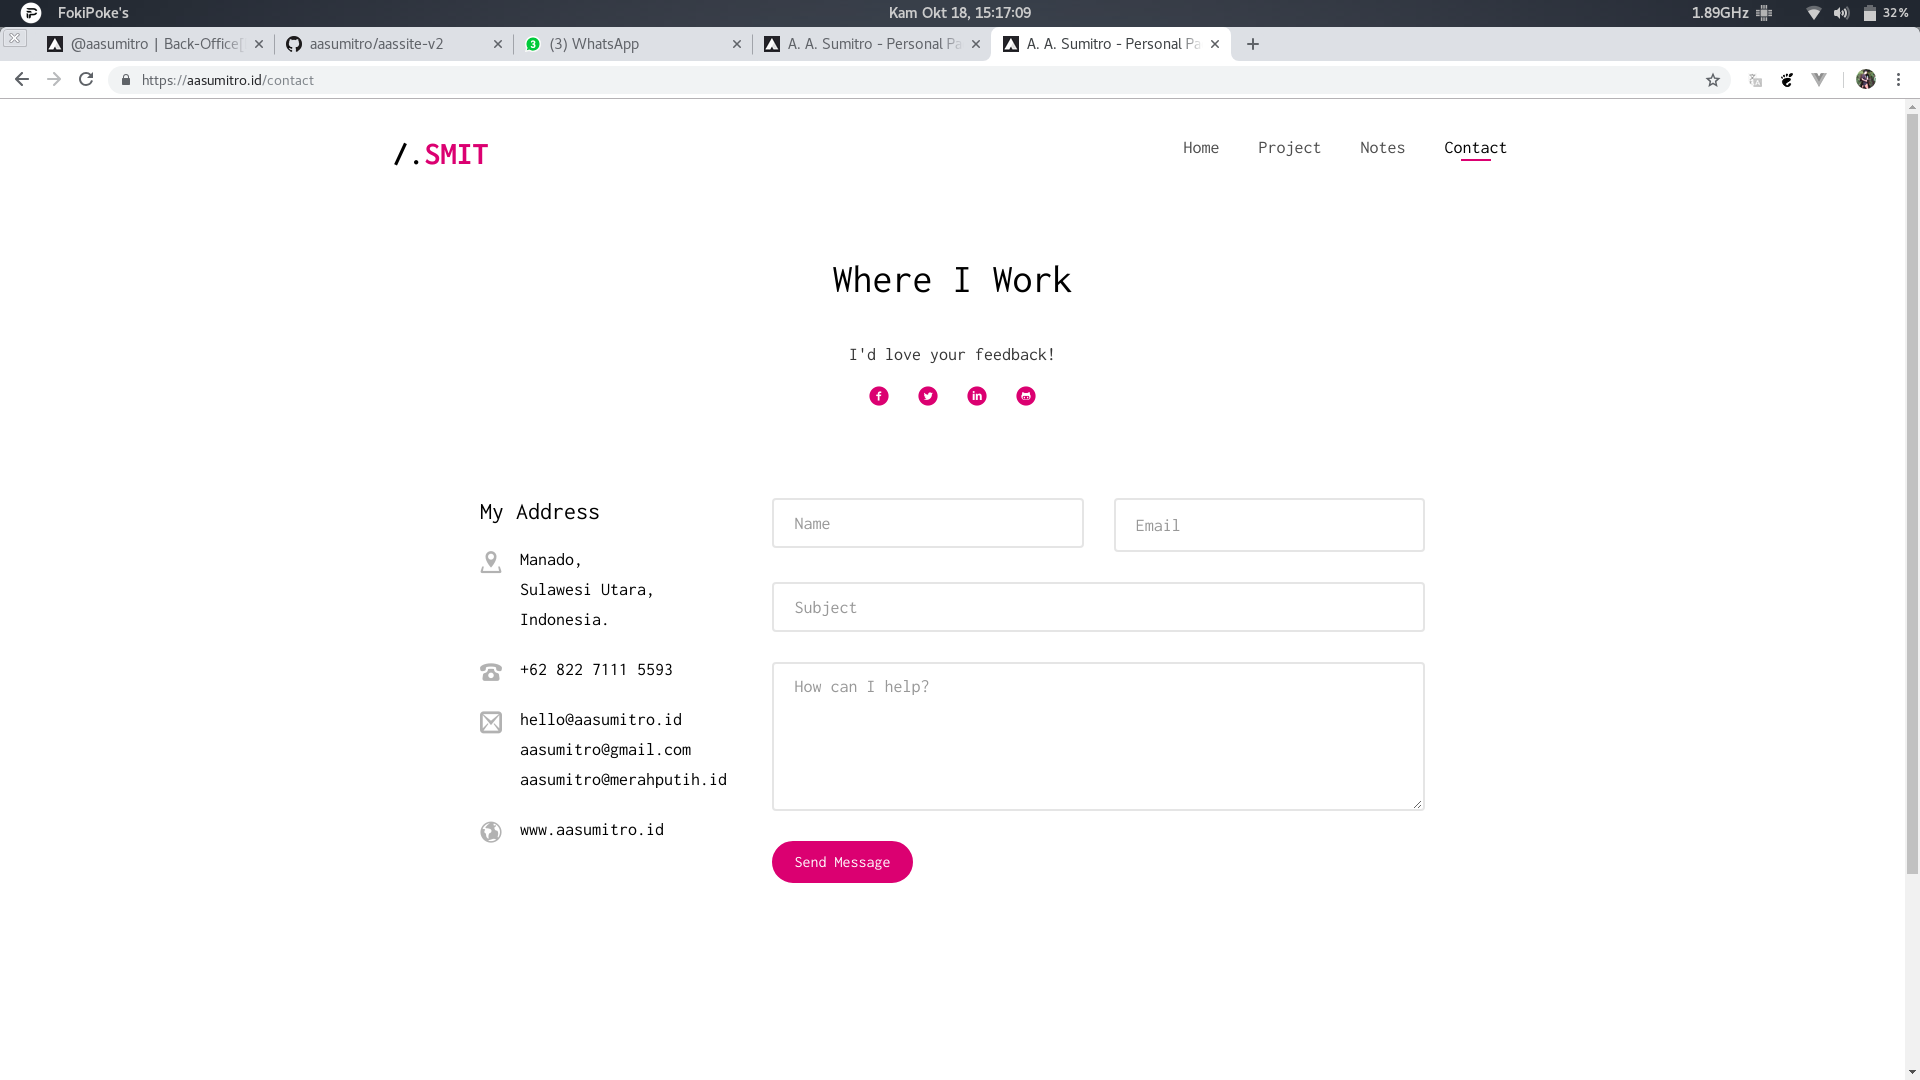 FokiPoke's
Kam Okt 18, 15:17:09
1.89GHz
32%
@aasumitro | Back-Office
aasumitro/aassite-v2
3
(3) WhatsApp
A. A. Sumitro - Personal Pa
A. A. Sumitro - Personal Pa
https://aasumitro.id/contact
/.SMIT
Home
Project
Notes
Contact
Where I Work
I'd love your feedback!
My Address
Manado,
Sulawesi Utara,
Indonesia.
+62 822 7111 5593
hello@aasumitro.id
aasumitro@gmail.com
aasumitro@merahputih.id
www.aasumitro.id
Name
Email
Subject
How can I help?
Send Message